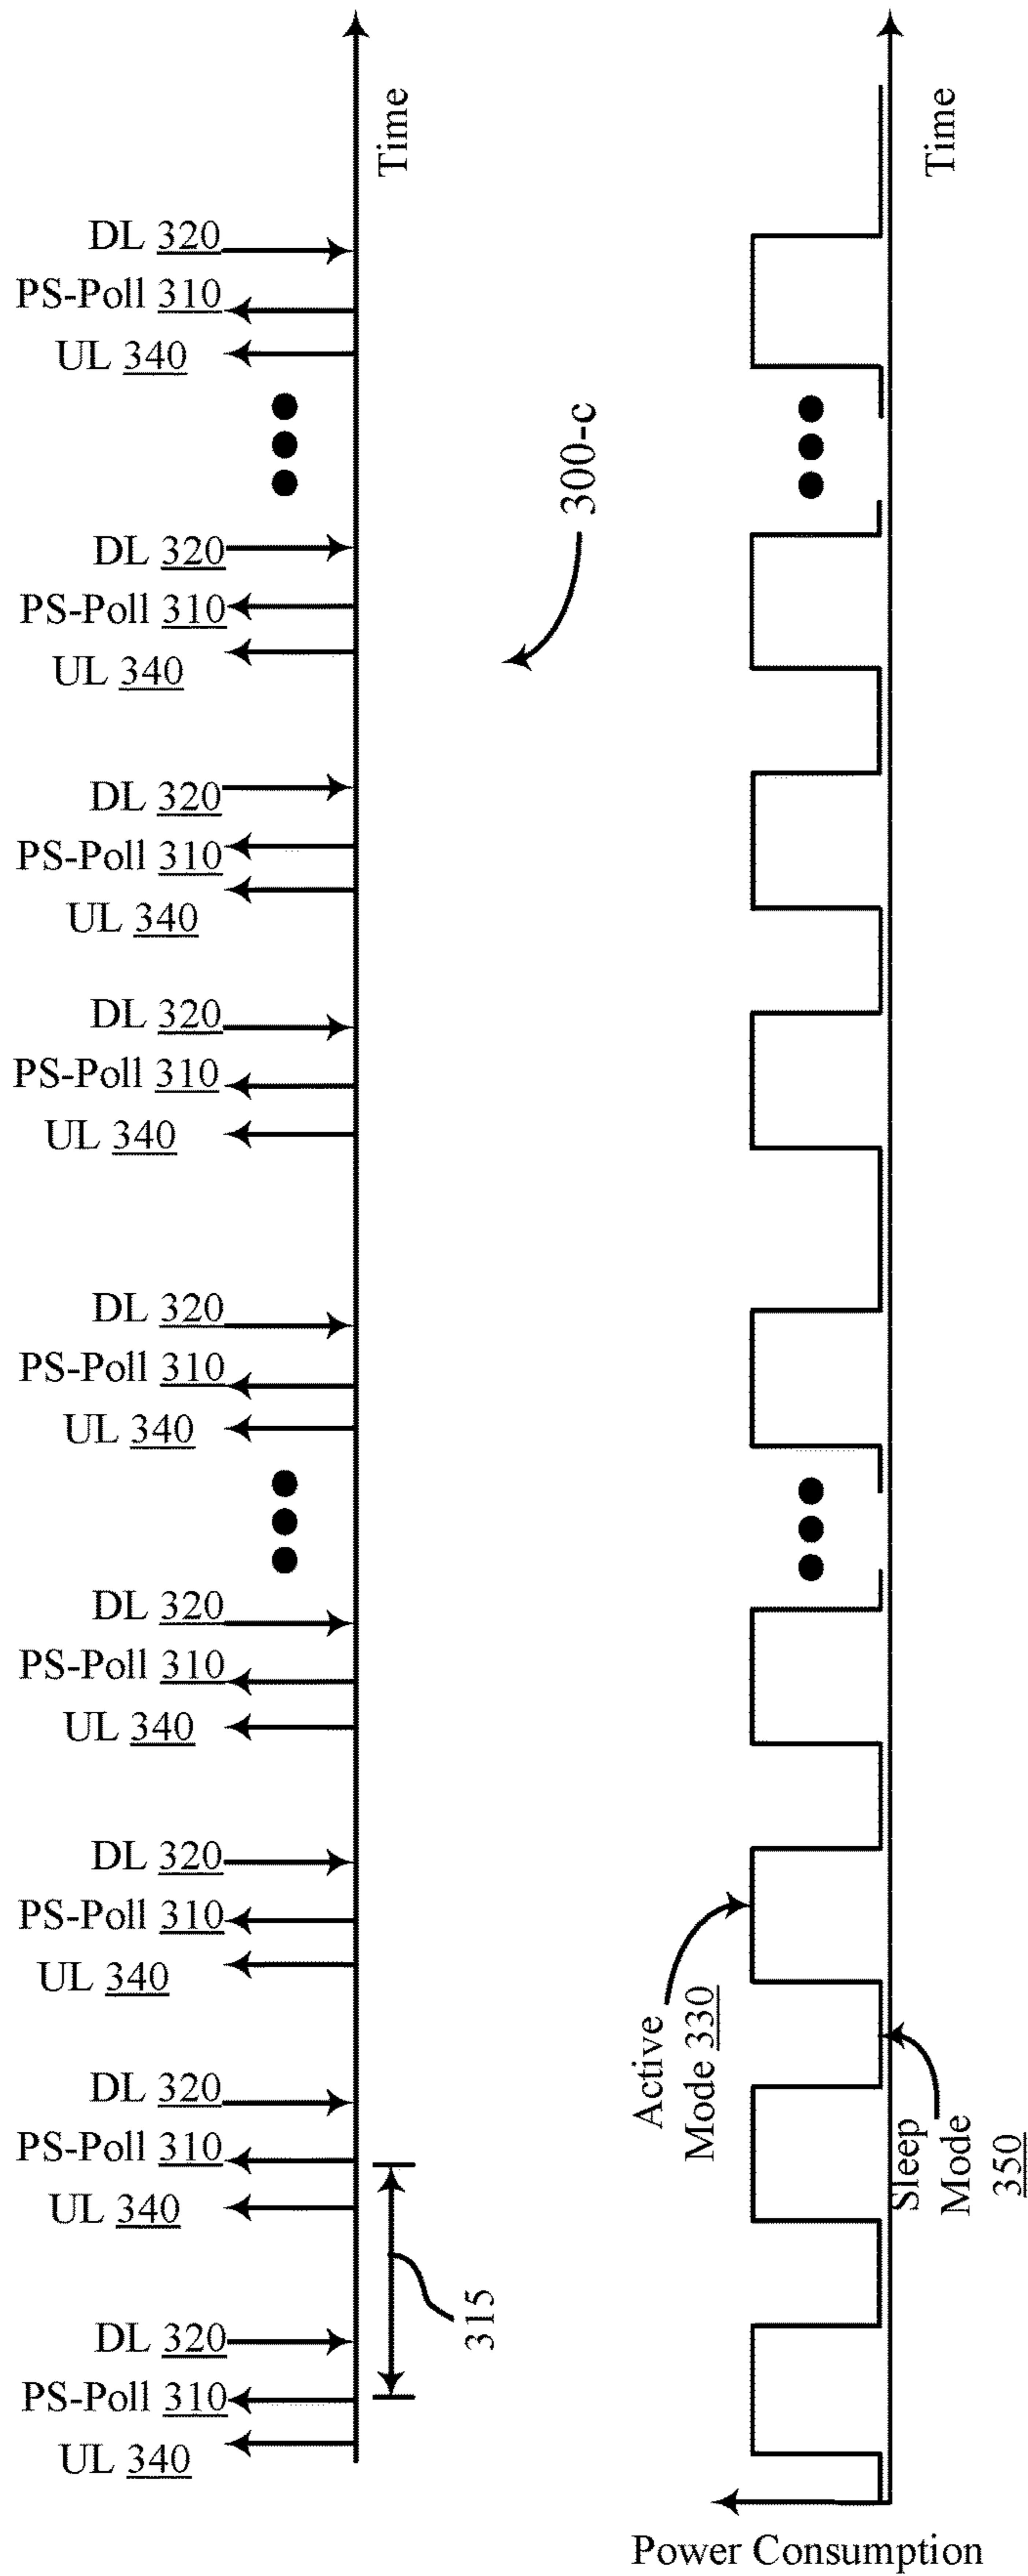 DL 320
PS-Poll 310
UL 340
Time
DL 320
PS-Poll 310
UL 340
300-c
DL 320
PS-Poll 310
UL 340
DL 320
PS-Poll 310
UL 340
DL 320
PS-Poll 310
UL 340
DL 320
PS-Poll 310
UL 340
DL 320
PS-Poll 310
UL 340
DL 320
PS-Poll 310
UL 340
315
DL 320
PS-Poll 310
UL 340
Time
Active
Mode 330
Sleep
Mode
350
Power Consumption